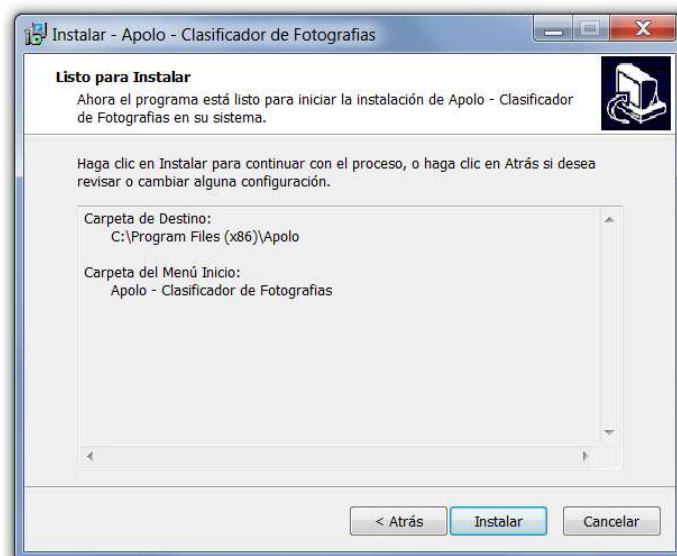 Instalar - Apolo - Clasificador de Fotografias
Listo para Instalar
Ahora el programa está listo para iniciar la instalación de Apolo - Clasificador
de Fotografias en su sistema.
Haga clic en Instalar para continuar con el proceso, o haga clic en Atrás si desea
revisar o cambiar alguna configuración.
Carpeta de Destino:
C:\Program Files (x86)\Apolo
Carpeta del Menú Inicio:
Apolo - Clasificador de Fotografias
< Atrás
Instalar
Cancelar